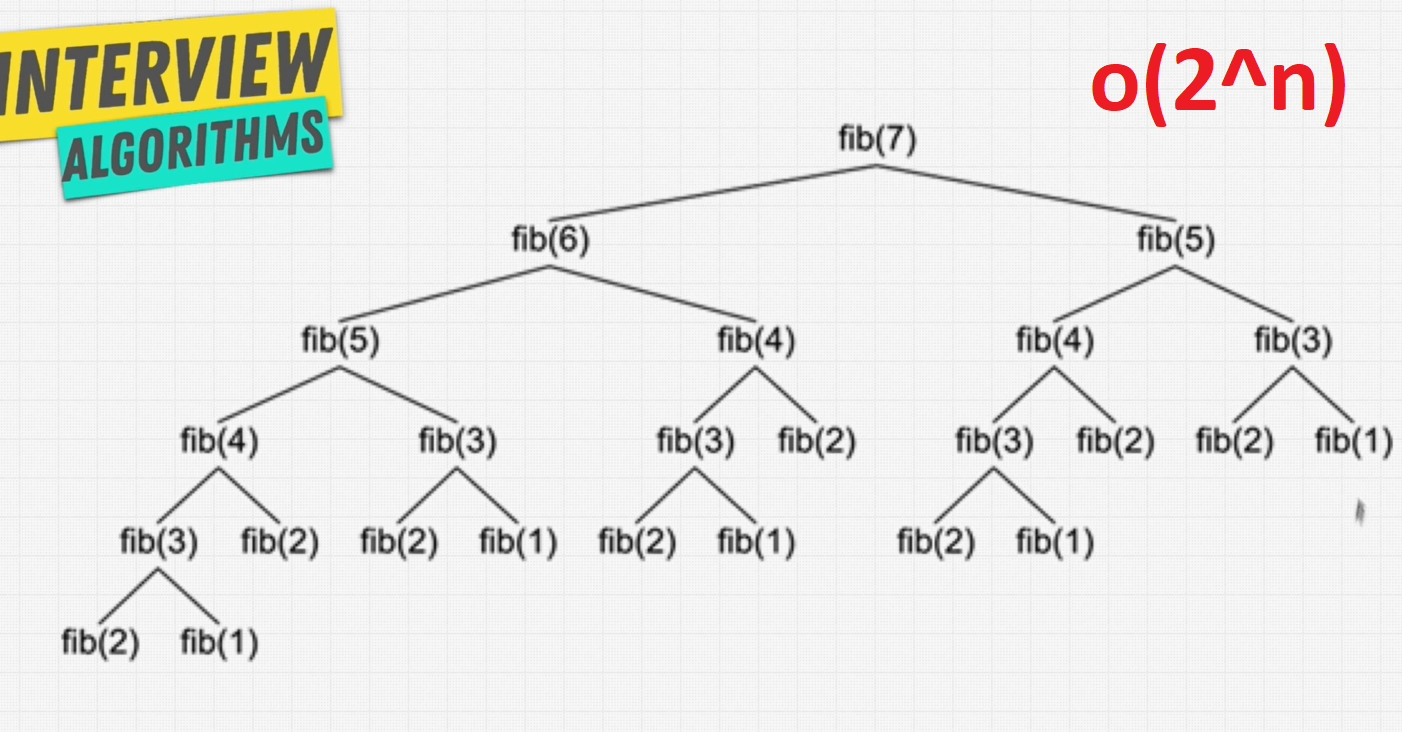 INTERVIEW
ALGORITHMS
o(2^n)
fib(7)
fib(6) fib(5)
fib(5) fib(4) fib(4) fib(3)
fib(4) fib(3) fib(3) fib(2) fib(3) fib(2) fib(2) fib(1)
fib(3) fib(2) fib(2) fib(1) fib(2) fib(1) fib(2) fib(1)
fib(2) fib(1)